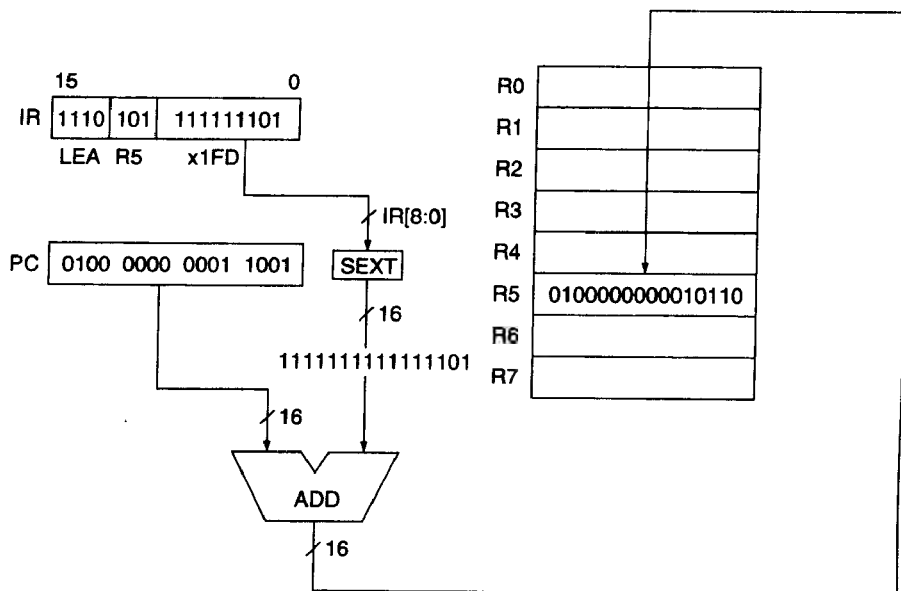 15 0
IR 1110 101 111111101
LEA R5 x1FD
IR[8:0]
PC 0100 0000 0001 1001
SEXT
16
1111111111111101
16
ADD
16
R0
R1
R2
R3
R4
R5 0100000000010110
R6
R7